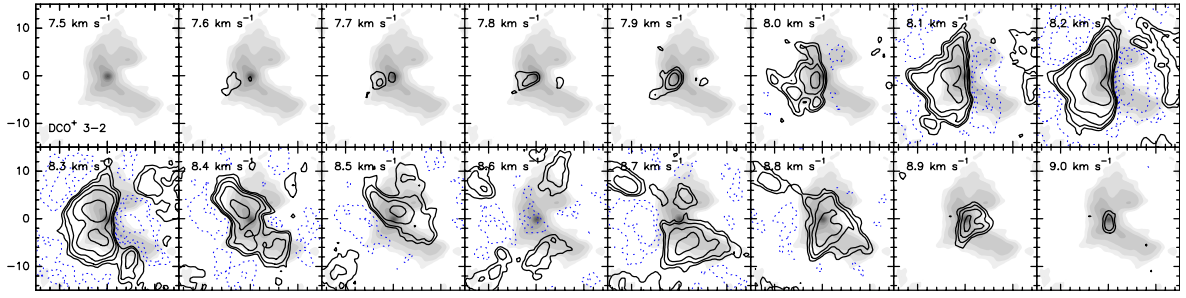 10 7.5 km s⁻¹ 7.6 km s⁻¹ 7.7 km s⁻¹ 7.8 km s⁻¹ 7.9 km s⁻¹ 8.0 km s⁻¹ 8.1 km s⁻¹ 8.2 km s⁻¹
0
-10 DCO⁺ 3-2
10 8.3 km s⁻¹ 8.4 km s⁻¹ 8.5 km s⁻¹ 8.6 km s⁻¹ 8.7 km s⁻¹ 8.8 km s⁻¹ 8.9 km s⁻¹ 9.0 km s⁻¹
0
-10